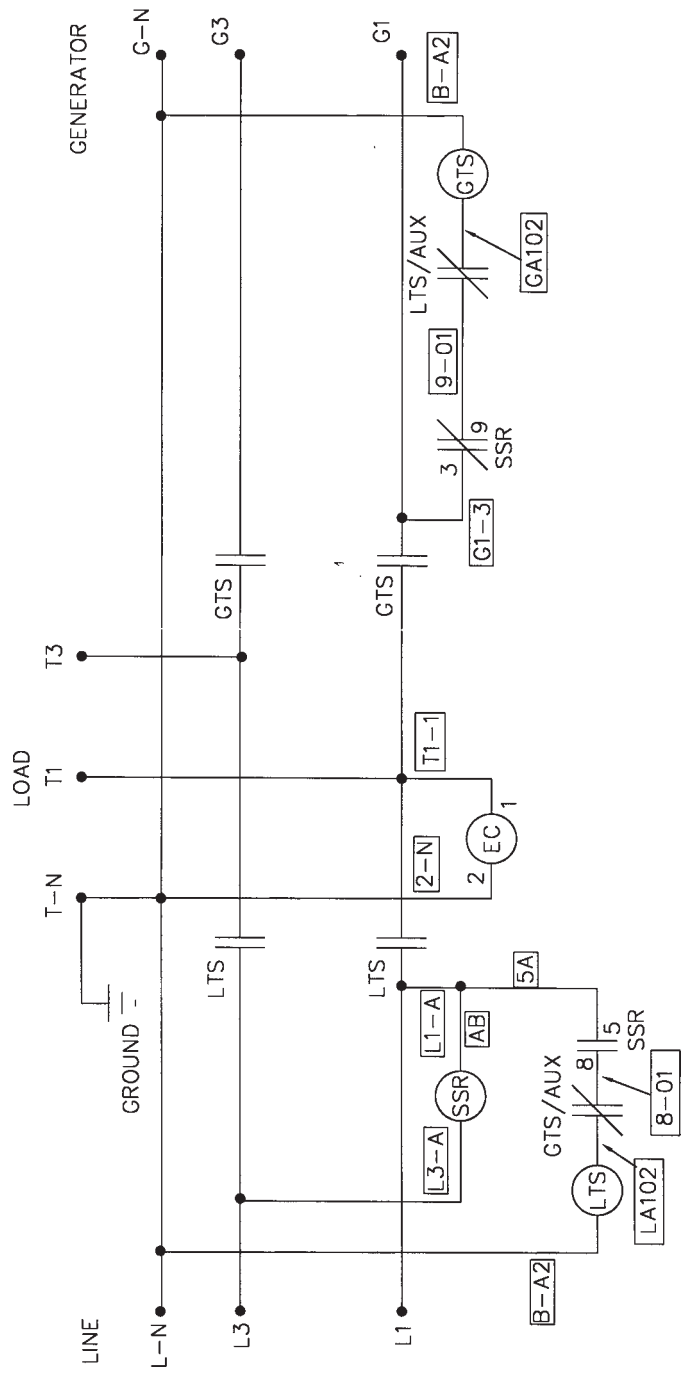 LINE
LOAD
GENERATOR
L-N
T-N
T1
T3
G-N
GROUND
L3
LTS
GTS
G3
L1
LTS
GTS
G1
L1-A
2-N
T1-1
G1-3
3
9
SSR
9-01
LTS/AUX
GTS
B-A2
GA102
L3-A
SSR
AB
2
EC
1
5A
B-A2
LTS
GTS/AUX
8
5
SSR
LA102
8-01